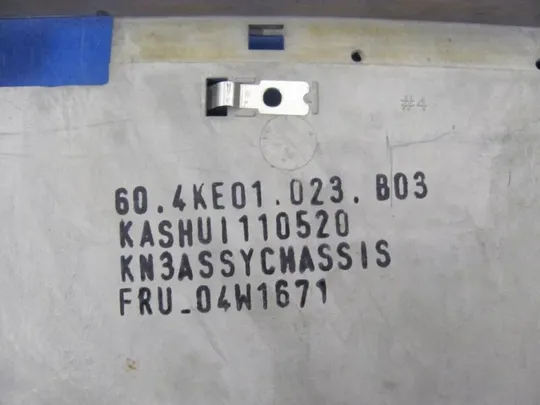 #4
60.4KE01.023.B03
KASHUI110520
KN3ASSYCHASSIS
FRU_04W1671